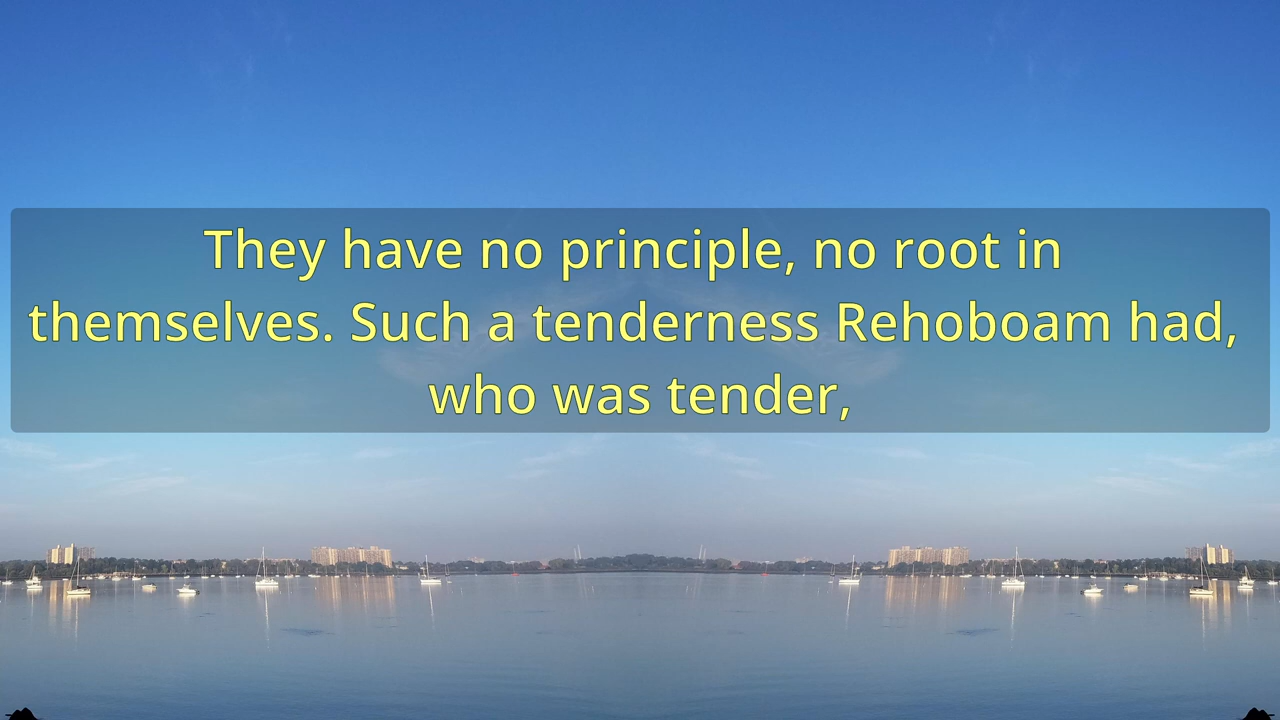 They have no principle, no root in
themselves. Such a tenderness Rehoboam had,
who was tender,